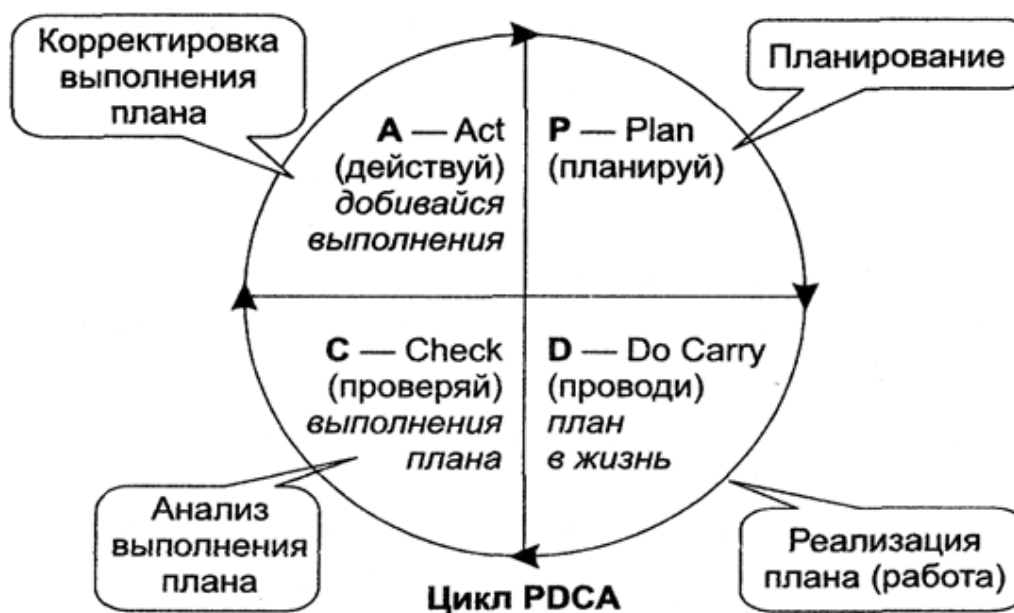 Корректировка
выполнения
плана
Планирование
A — Act
(действуй)
добивайся
выполнения
P — Plan
(планируй)
C — Check
(проверяй)
выполнения
плана
D — Do Carry
(проводи)
план
в жизнь
Анализ
выполнения
плана
Реализация
плана (работа)
Цикл PDCA